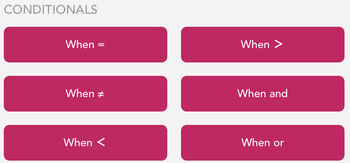 CONDITIONALS
When =
When >
When ≠
When and
When <
When or